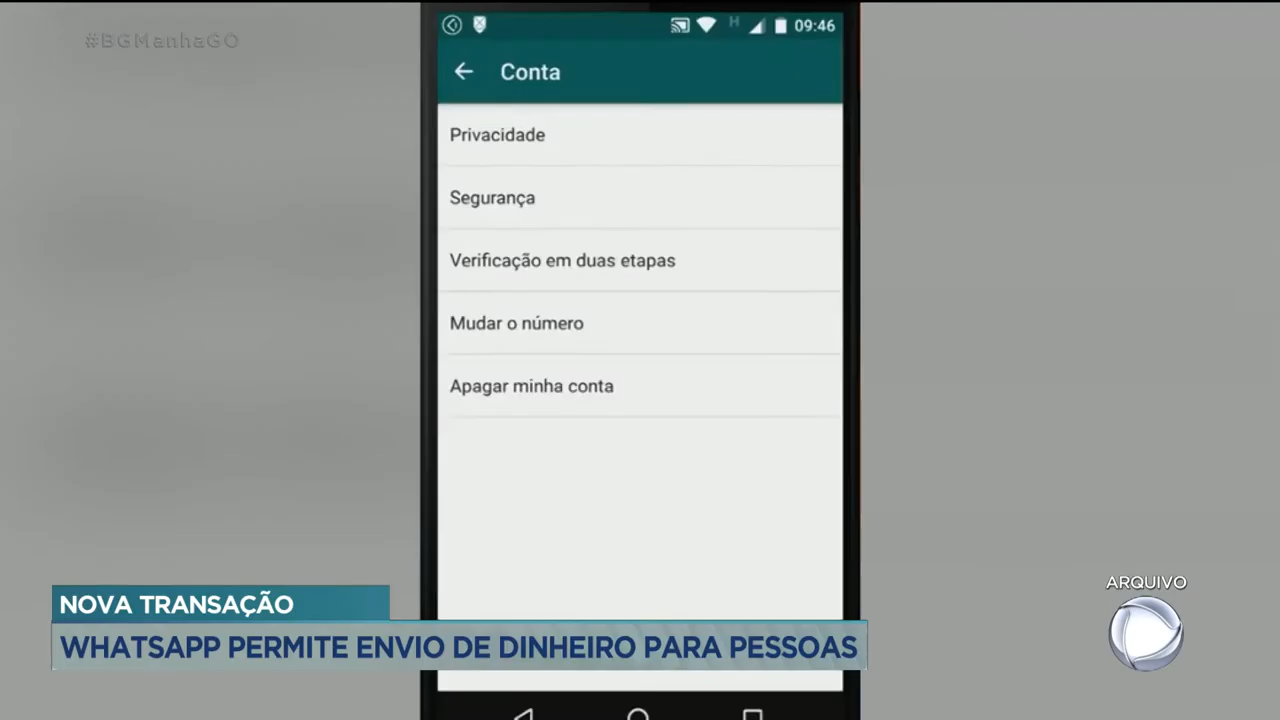 #BGManhaGO
H
09:46
Conta
Privacidade
Segurança
Verificação em duas etapas
Mudar o número
Apagar minha conta
ARQUIVO
NOVA TRANSAÇÃO
WHATSAPP PERMITE ENVIO DE DINHEIRO PARA PESSOAS